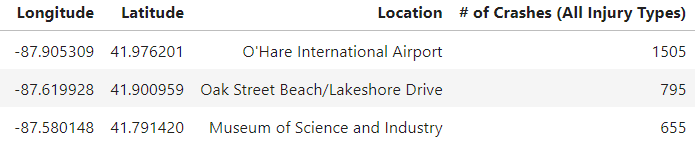 Longitude Latitude Location # of Crashes (All Injury Types)
-87.905309 41.976201 O'Hare International Airport 1505
-87.619928 41.900959 Oak Street Beach/Lakeshore Drive 795
-87.580148 41.791420 Museum of Science and Industry 655